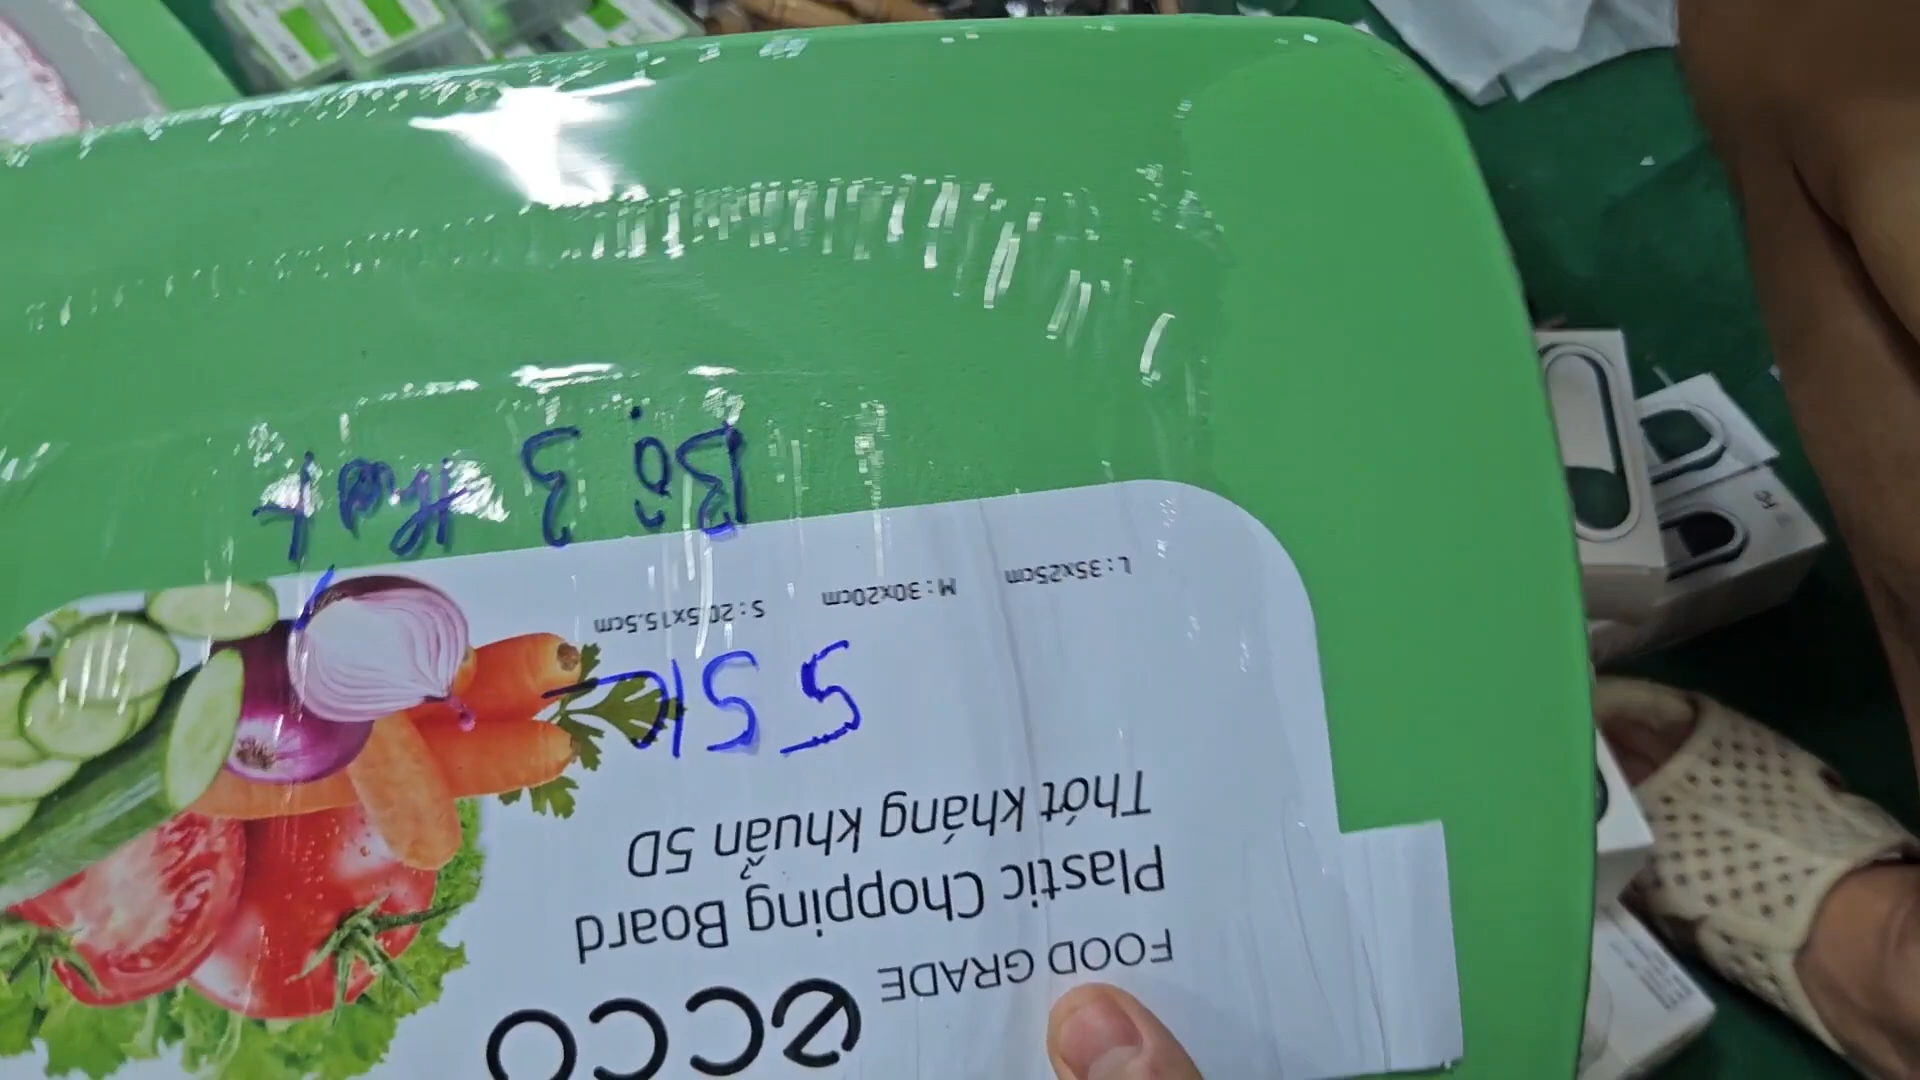 ecco
FOOD GRADE
Plastic Chopping Board
Thớt kháng khuẩn 5D
55K
L:35x25cm M:30x20cm S:20.5x15.5cm
Bộ 3 thớt